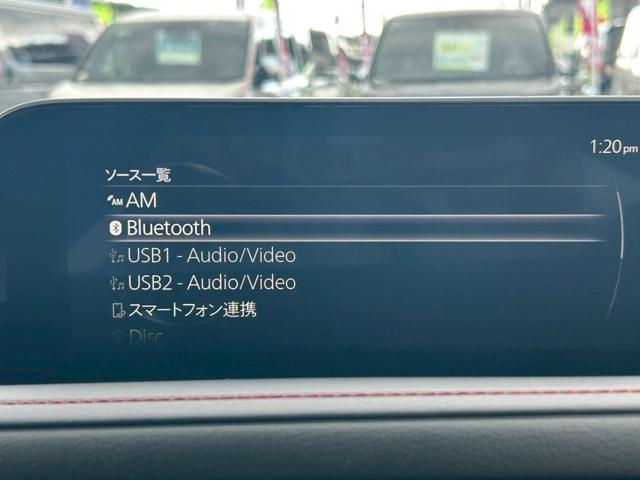 1:20pm
ソース一覧
AM AM
Bluetooth
USB1 - Audio/Video
USB2 - Audio/Video
スマートフォン連携
Disc